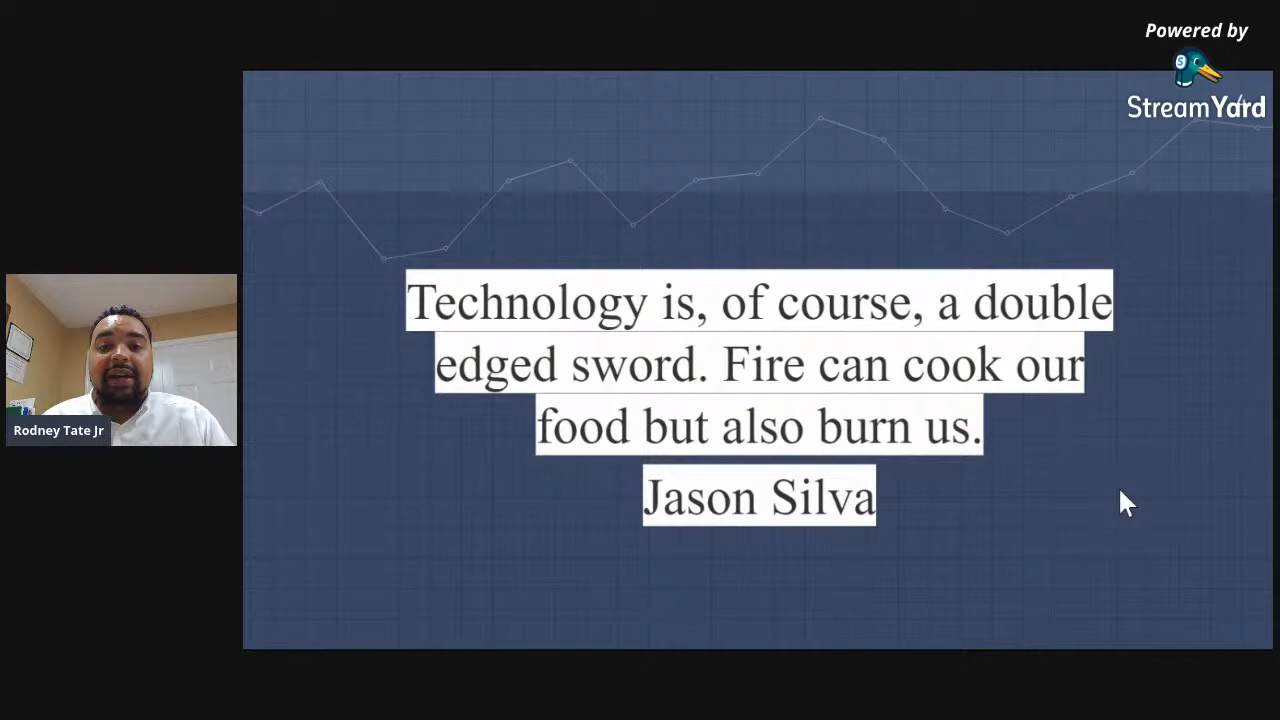 Powered by
StreamYard
Technology is, of course, a double
edged sword. Fire can cook our
food but also burn us.
Jason Silva
Rodney Tate Jr